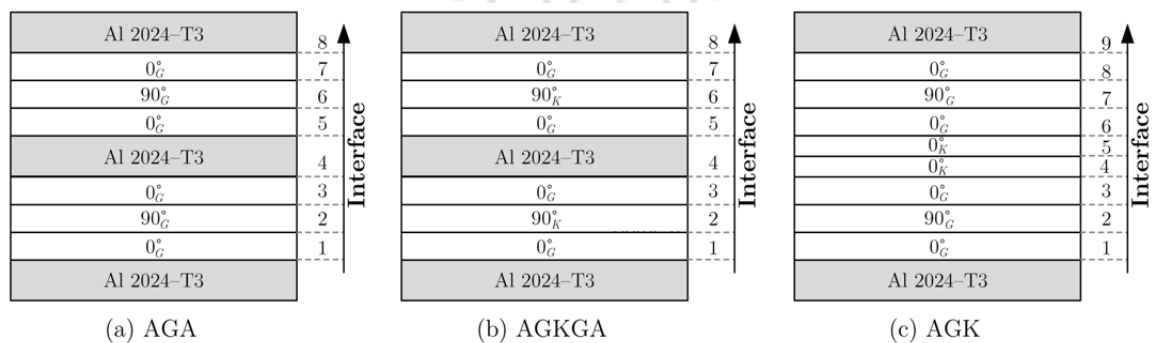 Al 2024–T3 8
0°G 7
90°G 6
0°G 5
Al 2024–T3 4
0°G 3
90°G 2
0°G 1
Al 2024–T3
Interface
(a) AGA
Al 2024–T3 8
0°G 7
90°K 6
0°G 5
Al 2024–T3 4
0°G 3
90°K 2
0°G 1
Al 2024–T3
Interface
(b) AGKGA
Al 2024–T3 9
0°G 8
90°G 7
0°G 6
0°K 5
0°K 4
0°G 3
90°G 2
0°G 1
Al 2024–T3
Interface
(c) AGK